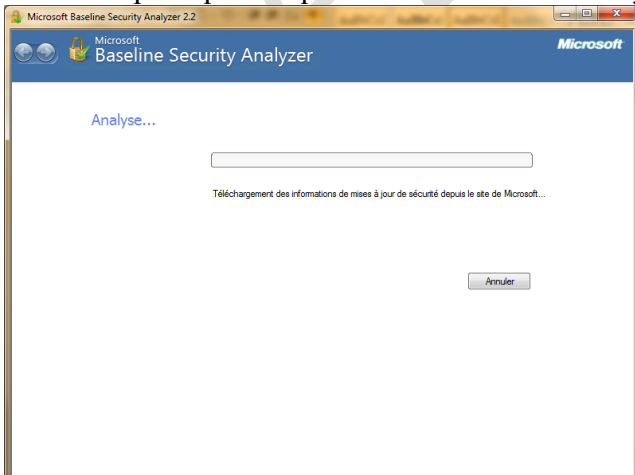 Microsoft Baseline Security Analyzer 2.2
Microsoft
Baseline Security Analyzer
Microsoft
Analyse...
Téléchargement des informations de mises à jour de sécurité depuis le site de Microsoft...
Annuler